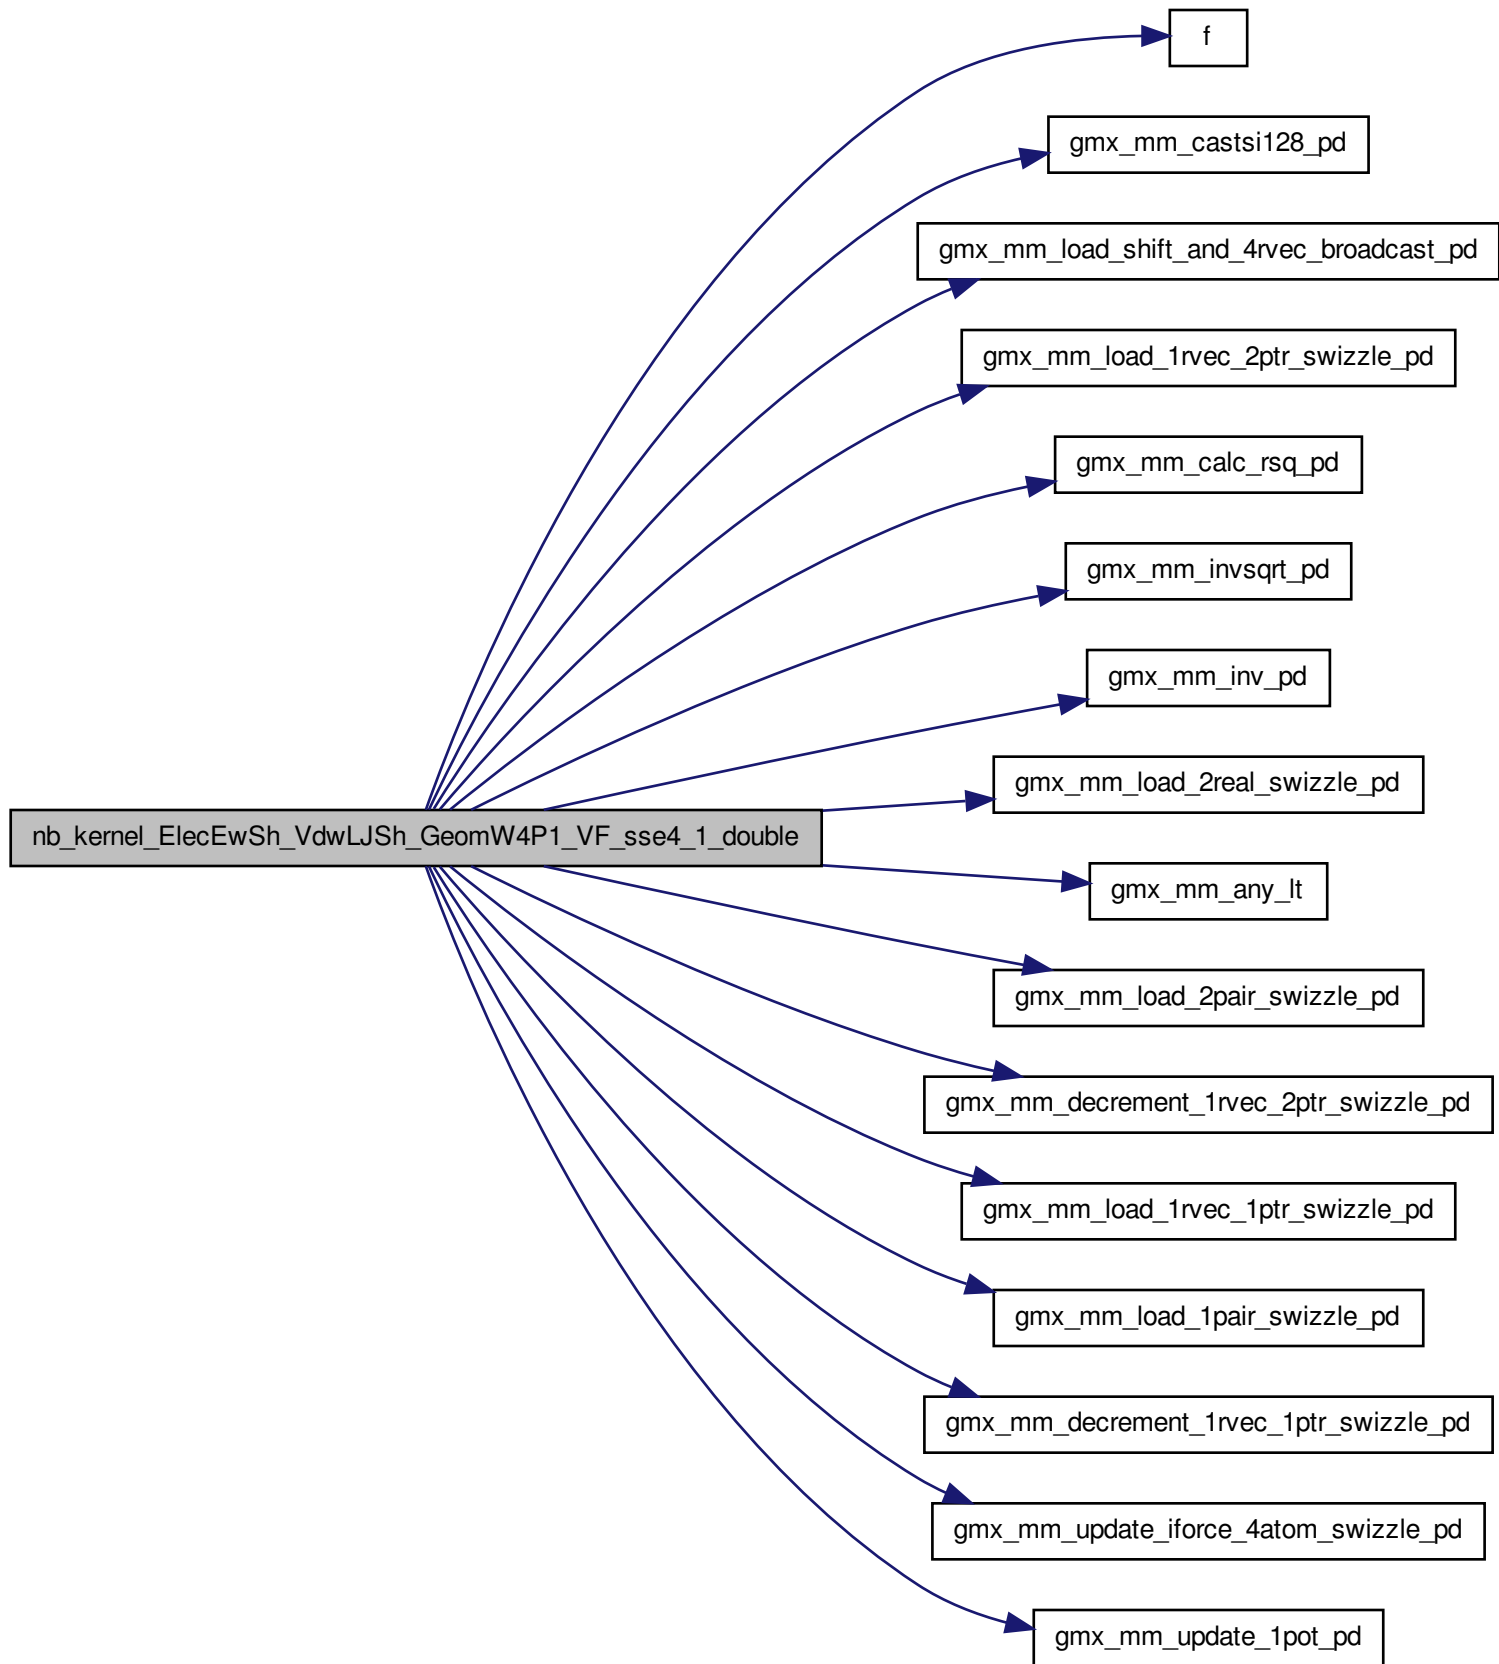 f
gmx_mm_castsi128_pd
gmx_mm_load_shift_and_4rvec_broadcast_pd
gmx_mm_load_1rvec_2ptr_swizzle_pd
gmx_mm_calc_rsq_pd
gmx_mm_invsqrt_pd
gmx_mm_inv_pd
gmx_mm_load_2real_swizzle_pd
nb_kernel_ElecEwSh_VdwLJSh_GeomW4P1_VF_sse4_1_double
gmx_mm_any_lt
gmx_mm_load_2pair_swizzle_pd
gmx_mm_decrement_1rvec_2ptr_swizzle_pd
gmx_mm_load_1rvec_1ptr_swizzle_pd
gmx_mm_load_1pair_swizzle_pd
gmx_mm_decrement_1rvec_1ptr_swizzle_pd
gmx_mm_update_iforce_4atom_swizzle_pd
gmx_mm_update_1pot_pd